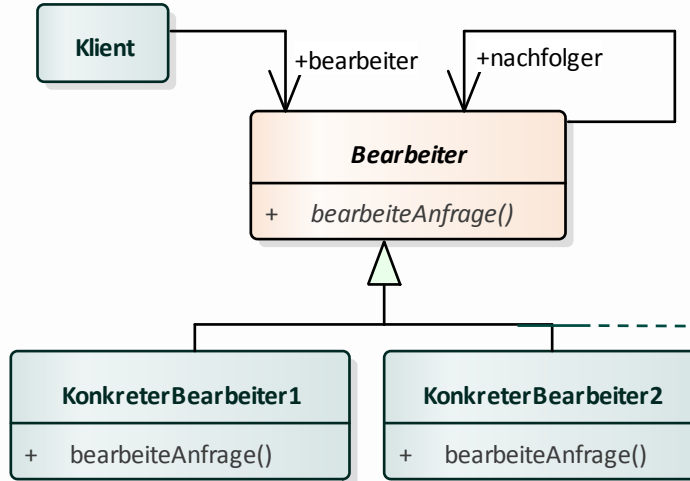 Klient
+bearbeiter
+nachfolger
Bearbeiter
+ bearbeiteAnfrage()
KonkreterBearbeiter1
+ bearbeiteAnfrage()
KonkreterBearbeiter2
+ bearbeiteAnfrage()